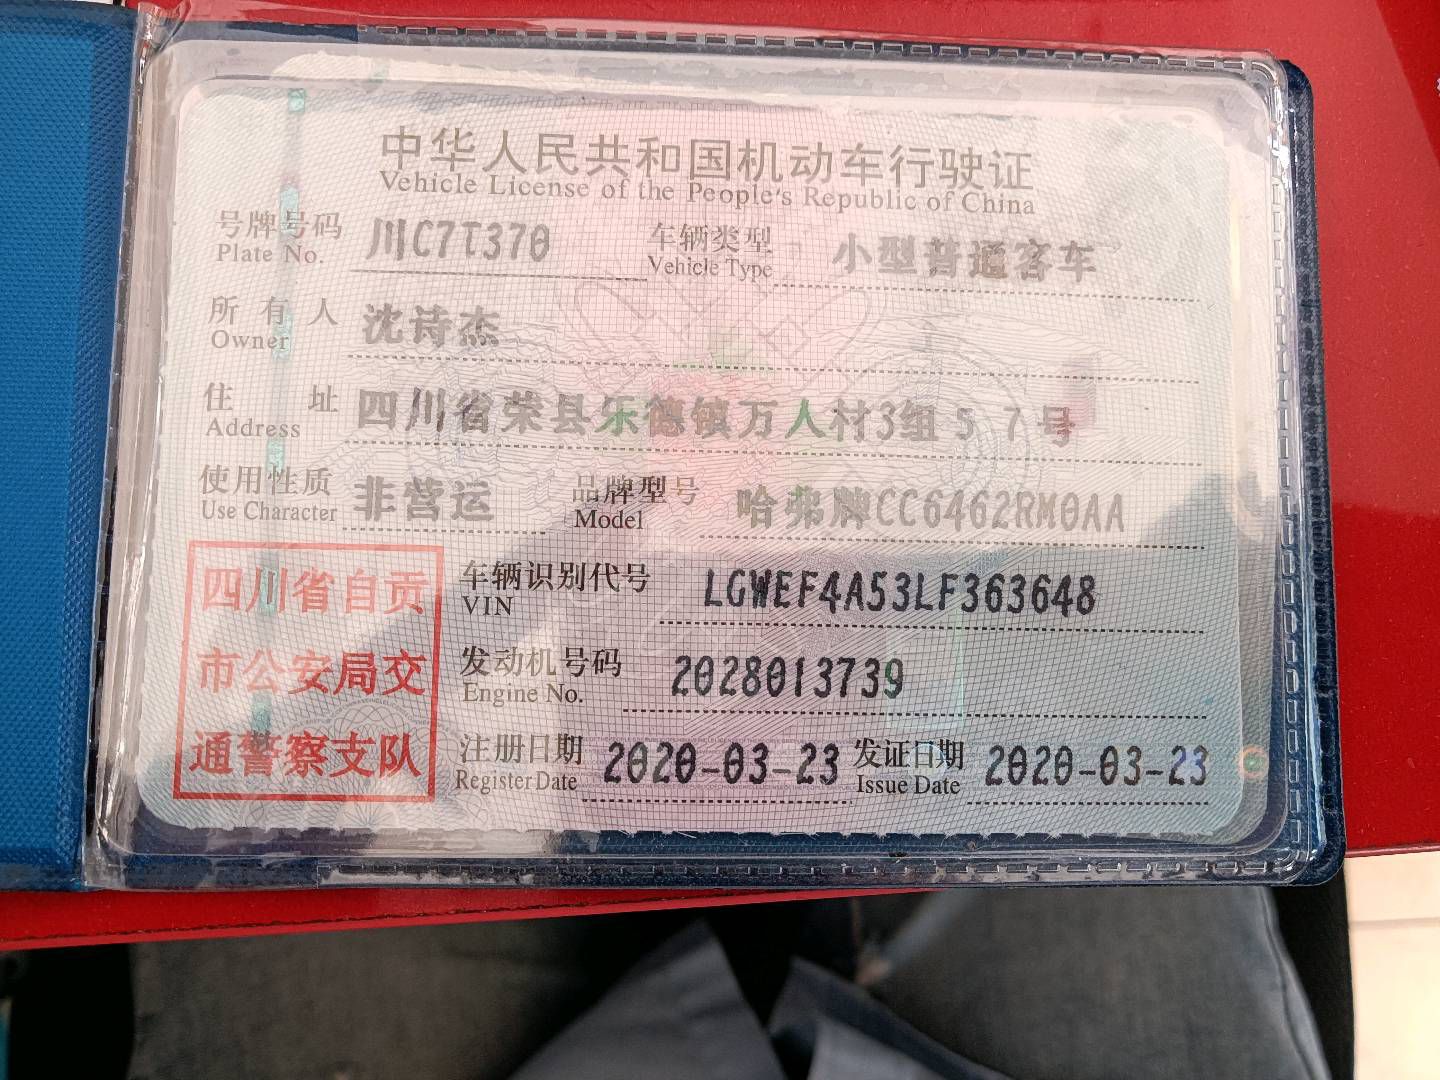 中华人民共和国机动车行驶证
Vehicle License of the People's Republic of China
号牌号码 川C7T370 车辆类型 小型普通客车
Plate No. Vehicle Type
所有人 沈诗杰
Owner
住址 四川省荣县乐德镇万人村3组57号
Address
使用性质 非营运 品牌型号 哈弗牌CC6462RM0AA
Use Character Model
四川省自贡
市公安局交
通警察支队
车辆识别代号 LGWEF4A53LF363648
VIN
发动机号码 2028013739
Engine No.
注册日期 2020-03-23 发证日期 2020-03-23
Register Date Issue Date